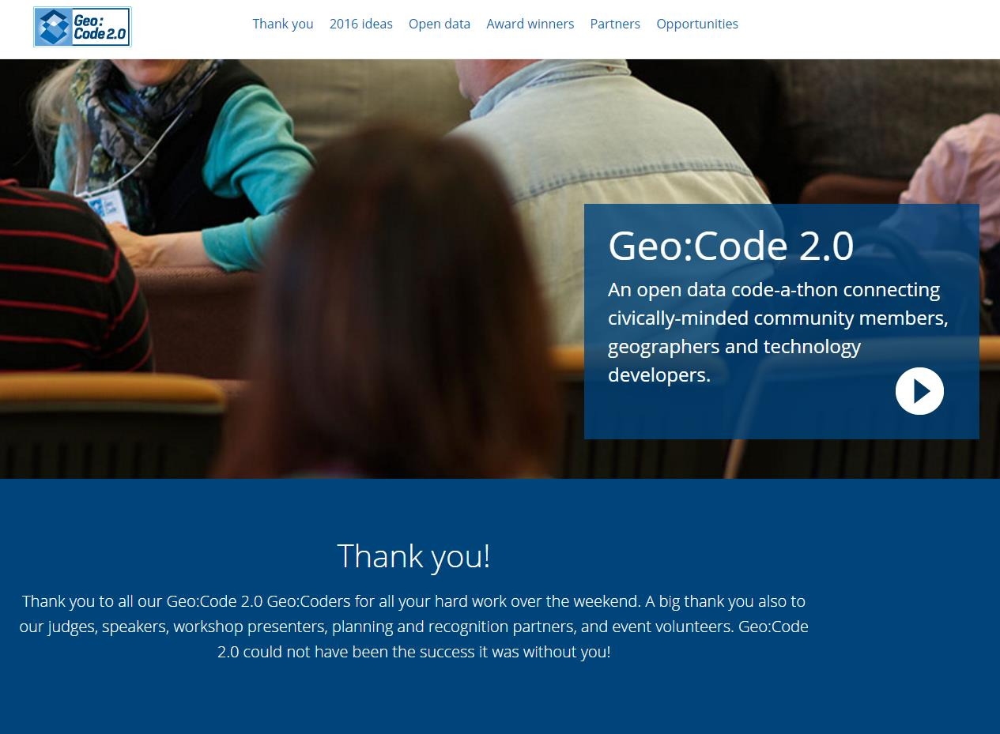 Geo:
Code 2.0
Thank you 2016 ideas Open data Award winners Partners Opportunities
Geo
Code
Geo:Code 2.0
An open data code-a-thon connecting
civically-minded community members,
geographers and technology
developers.
Thank you!
Thank you to all our Geo:Code 2.0 Geo:Coders for all your hard work over the weekend. A big thank you also to
our judges, speakers, workshop presenters, planning and recognition partners, and event volunteers. Geo:Code
2.0 could not have been the success it was without you!